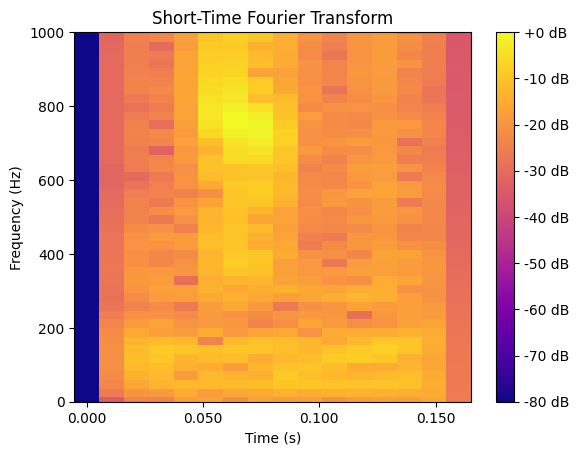 Short-Time Fourier Transform
Frequency (Hz)
1000
800
600
400
200
0
0.000
0.050
0.100
0.150
Time (s)
+0 dB
-10 dB
-20 dB
-30 dB
-40 dB
-50 dB
-60 dB
-70 dB
-80 dB